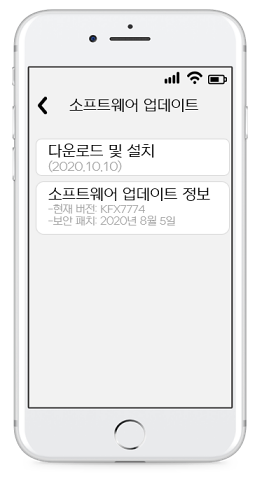 소프트웨어 업데이트
다운로드 및 설치
(2020.10.10)
소프트웨어 업데이트 정보
-현재 버전: KFX7774
-보안 패치: 2020년 8월 5일